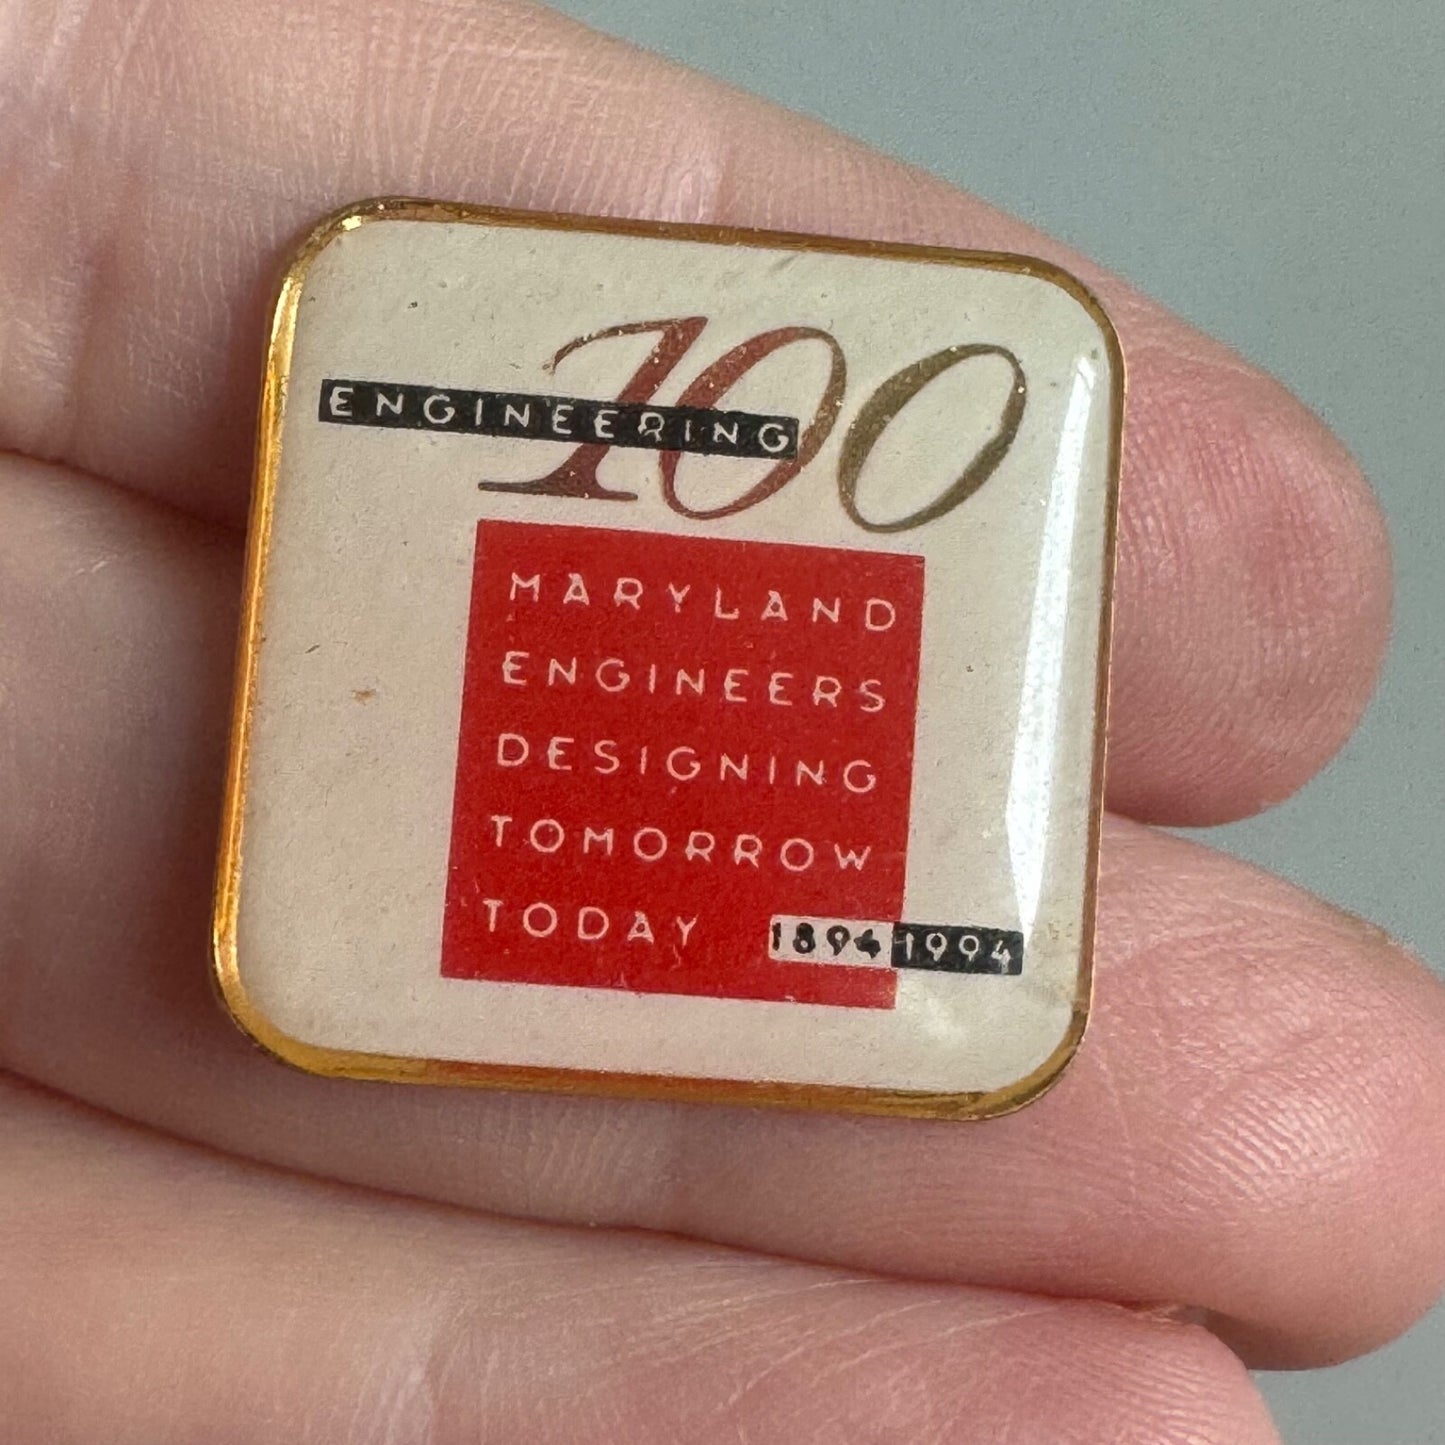 100
ENGINEERING
MARYLAND
ENGINEERS
DESIGNING
TOMORROW
TODAY
1894 1994